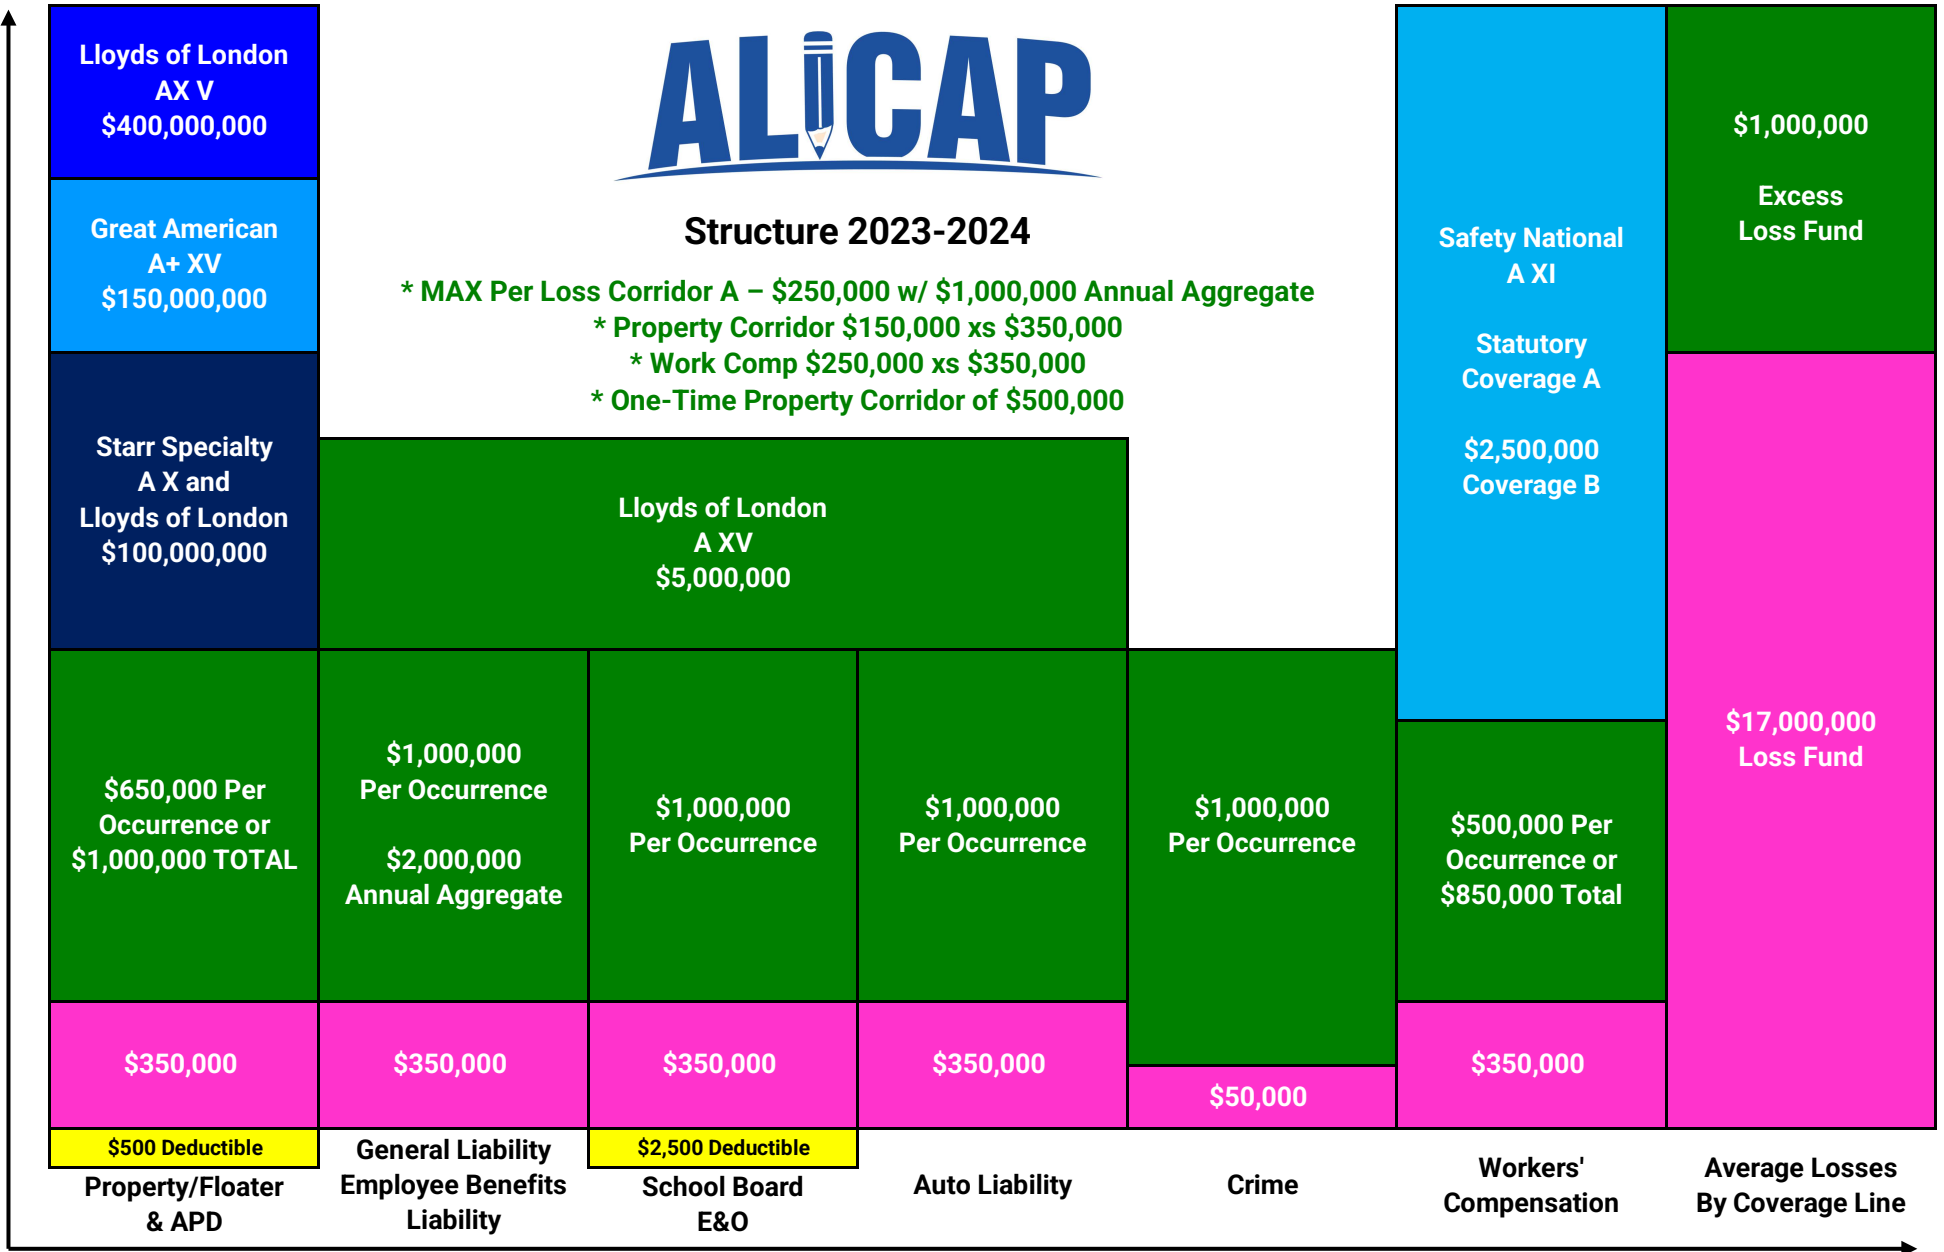 Lloyds of London
AX V
$400,000,000
Great American
A+ XV
$150,000,000
Starr Specialty
A X and
Lloyds of London
$100,000,000
$650,000 Per
Occurrence or
$1,000,000 TOTAL
$350,000
$500 Deductible
Property/Floater
& APD
ALICAP
Structure 2023-2024
* MAX Per Loss Corridor A – $250,000 w/ $1,000,000 Annual Aggregate
* Property Corridor $150,000 xs $350,000
* Work Comp $250,000 xs $350,000
* One-Time Property Corridor of $500,000
Lloyds of London
A XV
$5,000,000
$1,000,000
Per Occurrence
$2,000,000
Annual Aggregate
$350,000
General Liability
Employee Benefits
Liability
$1,000,000
Per Occurrence
$350,000
$2,500 Deductible
School Board
E&O
$1,000,000
Per Occurrence
$350,000
Auto Liability
$1,000,000
Per Occurrence
$50,000
Crime
Safety National
A XI
Statutory
Coverage A
$2,500,000
Coverage B
$500,000 Per
Occurrence or
$850,000 Total
$350,000
Workers'
Compensation
$1,000,000
Excess
Loss Fund
$17,000,000
Loss Fund
Average Losses
By Coverage Line